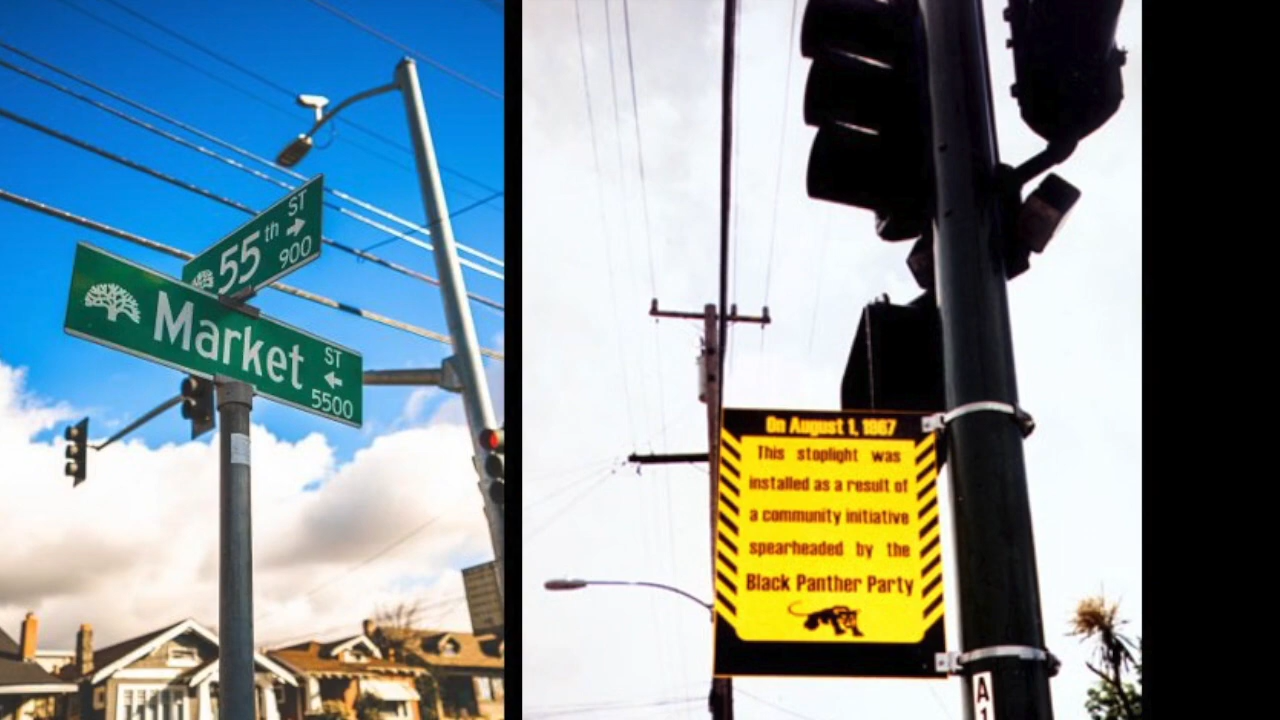 55th ST
900
Market ST
5500
On August 1, 1967
This stoplight was
installed as a result of
a community initiative
spearheaded by the
Black Panther Party
A